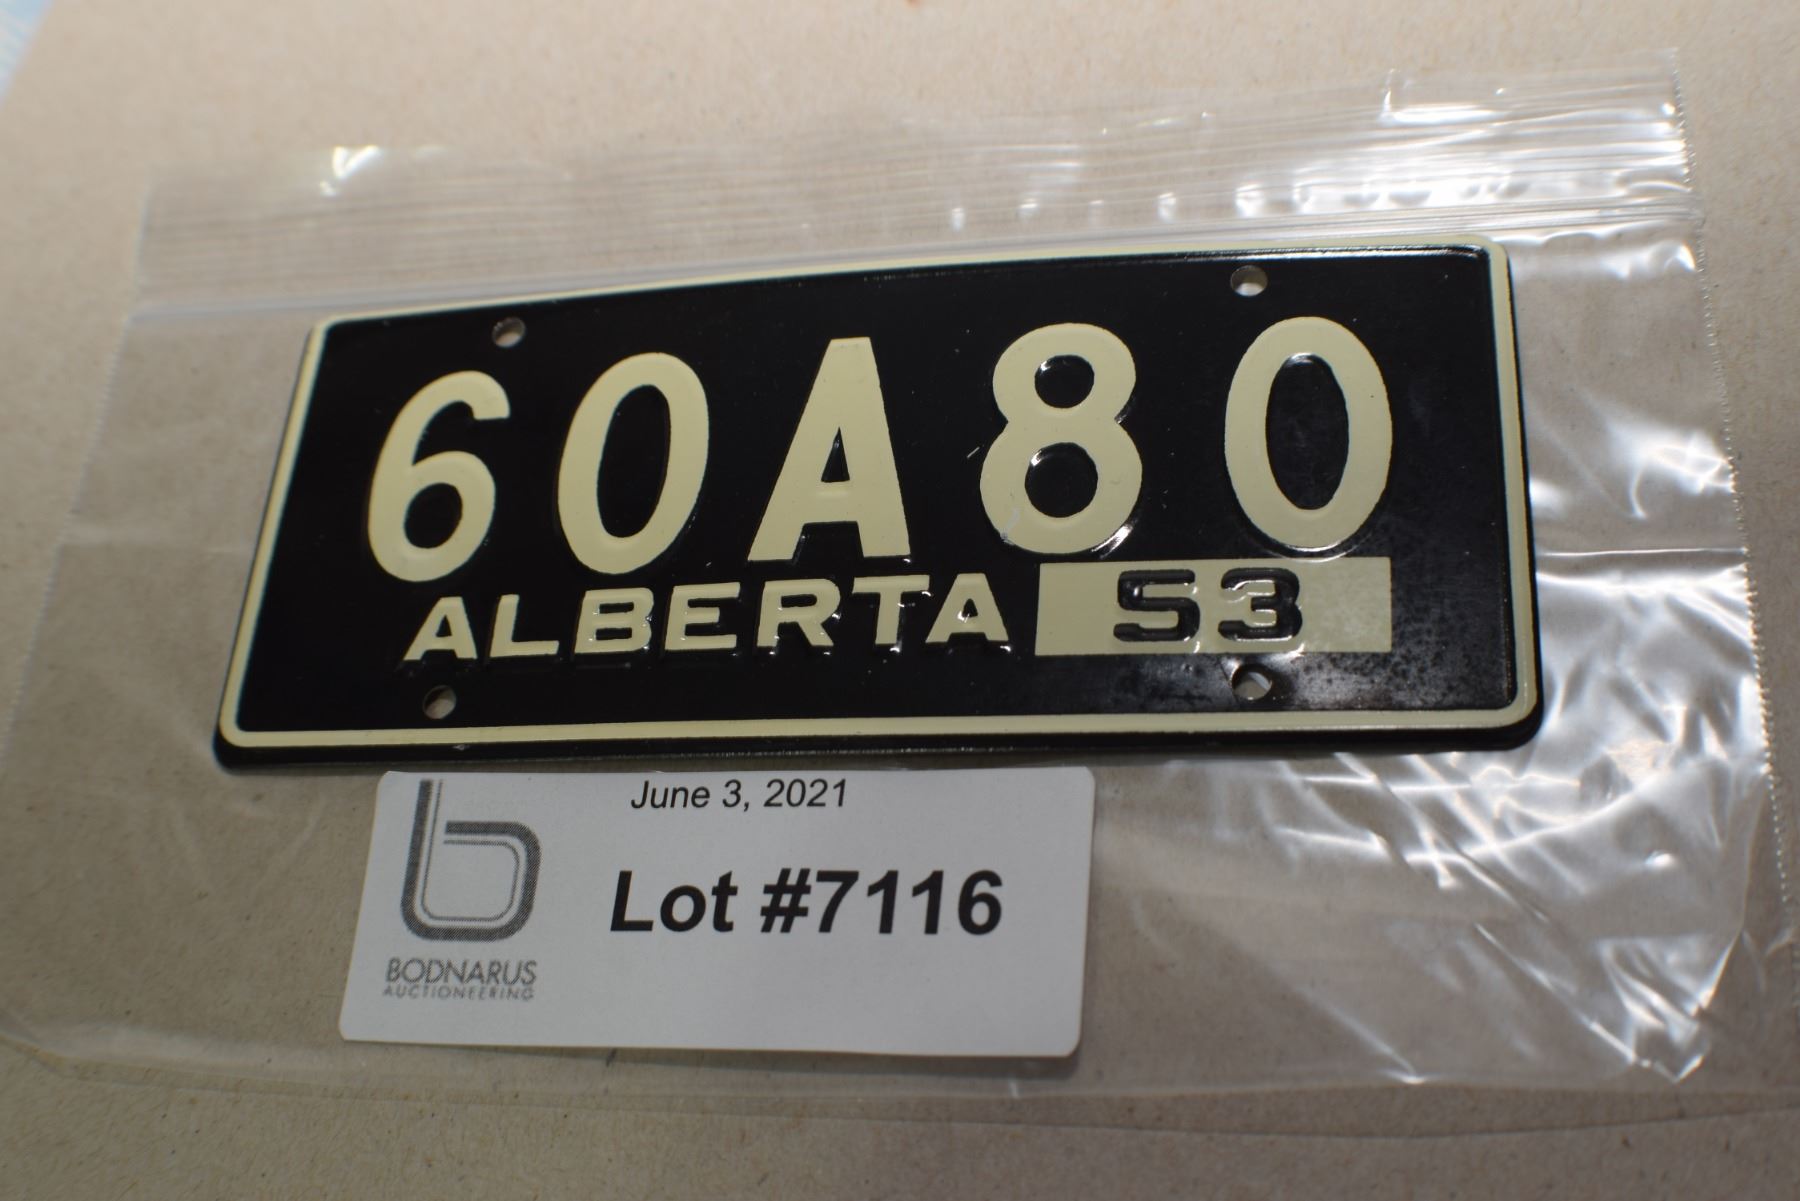 60A80
ALBERTA 53
June 3, 2021
Lot #7116
BODNARUS
AUCTIONEERING